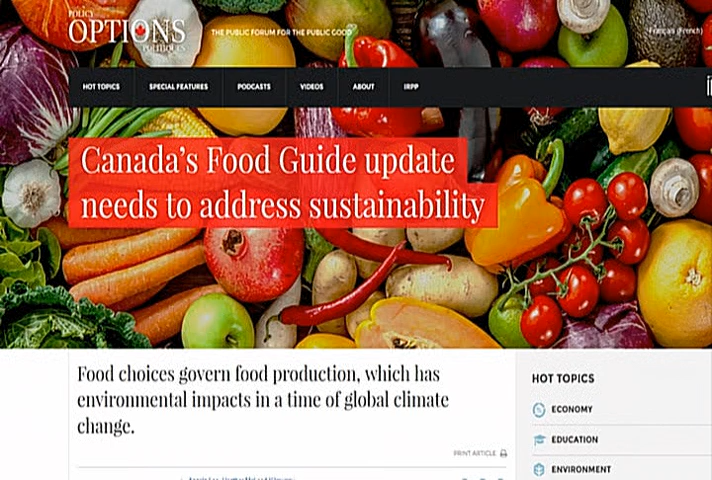 POLICY
OPTIONS
POLITIQUES
THE PUBLIC FORUM FOR THE PUBLIC GOOD
Français (French)
HOT TOPICS SPECIAL FEATURES PODCASTS VIDEOS ABOUT IRPP
Canada's Food Guide update
needs to address sustainability
Food choices govern food production, which has
environmental impacts in a time of global climate
change.
PRINT ARTICLE
HOT TOPICS
ECONOMY
EDUCATION
ENVIRONMENT